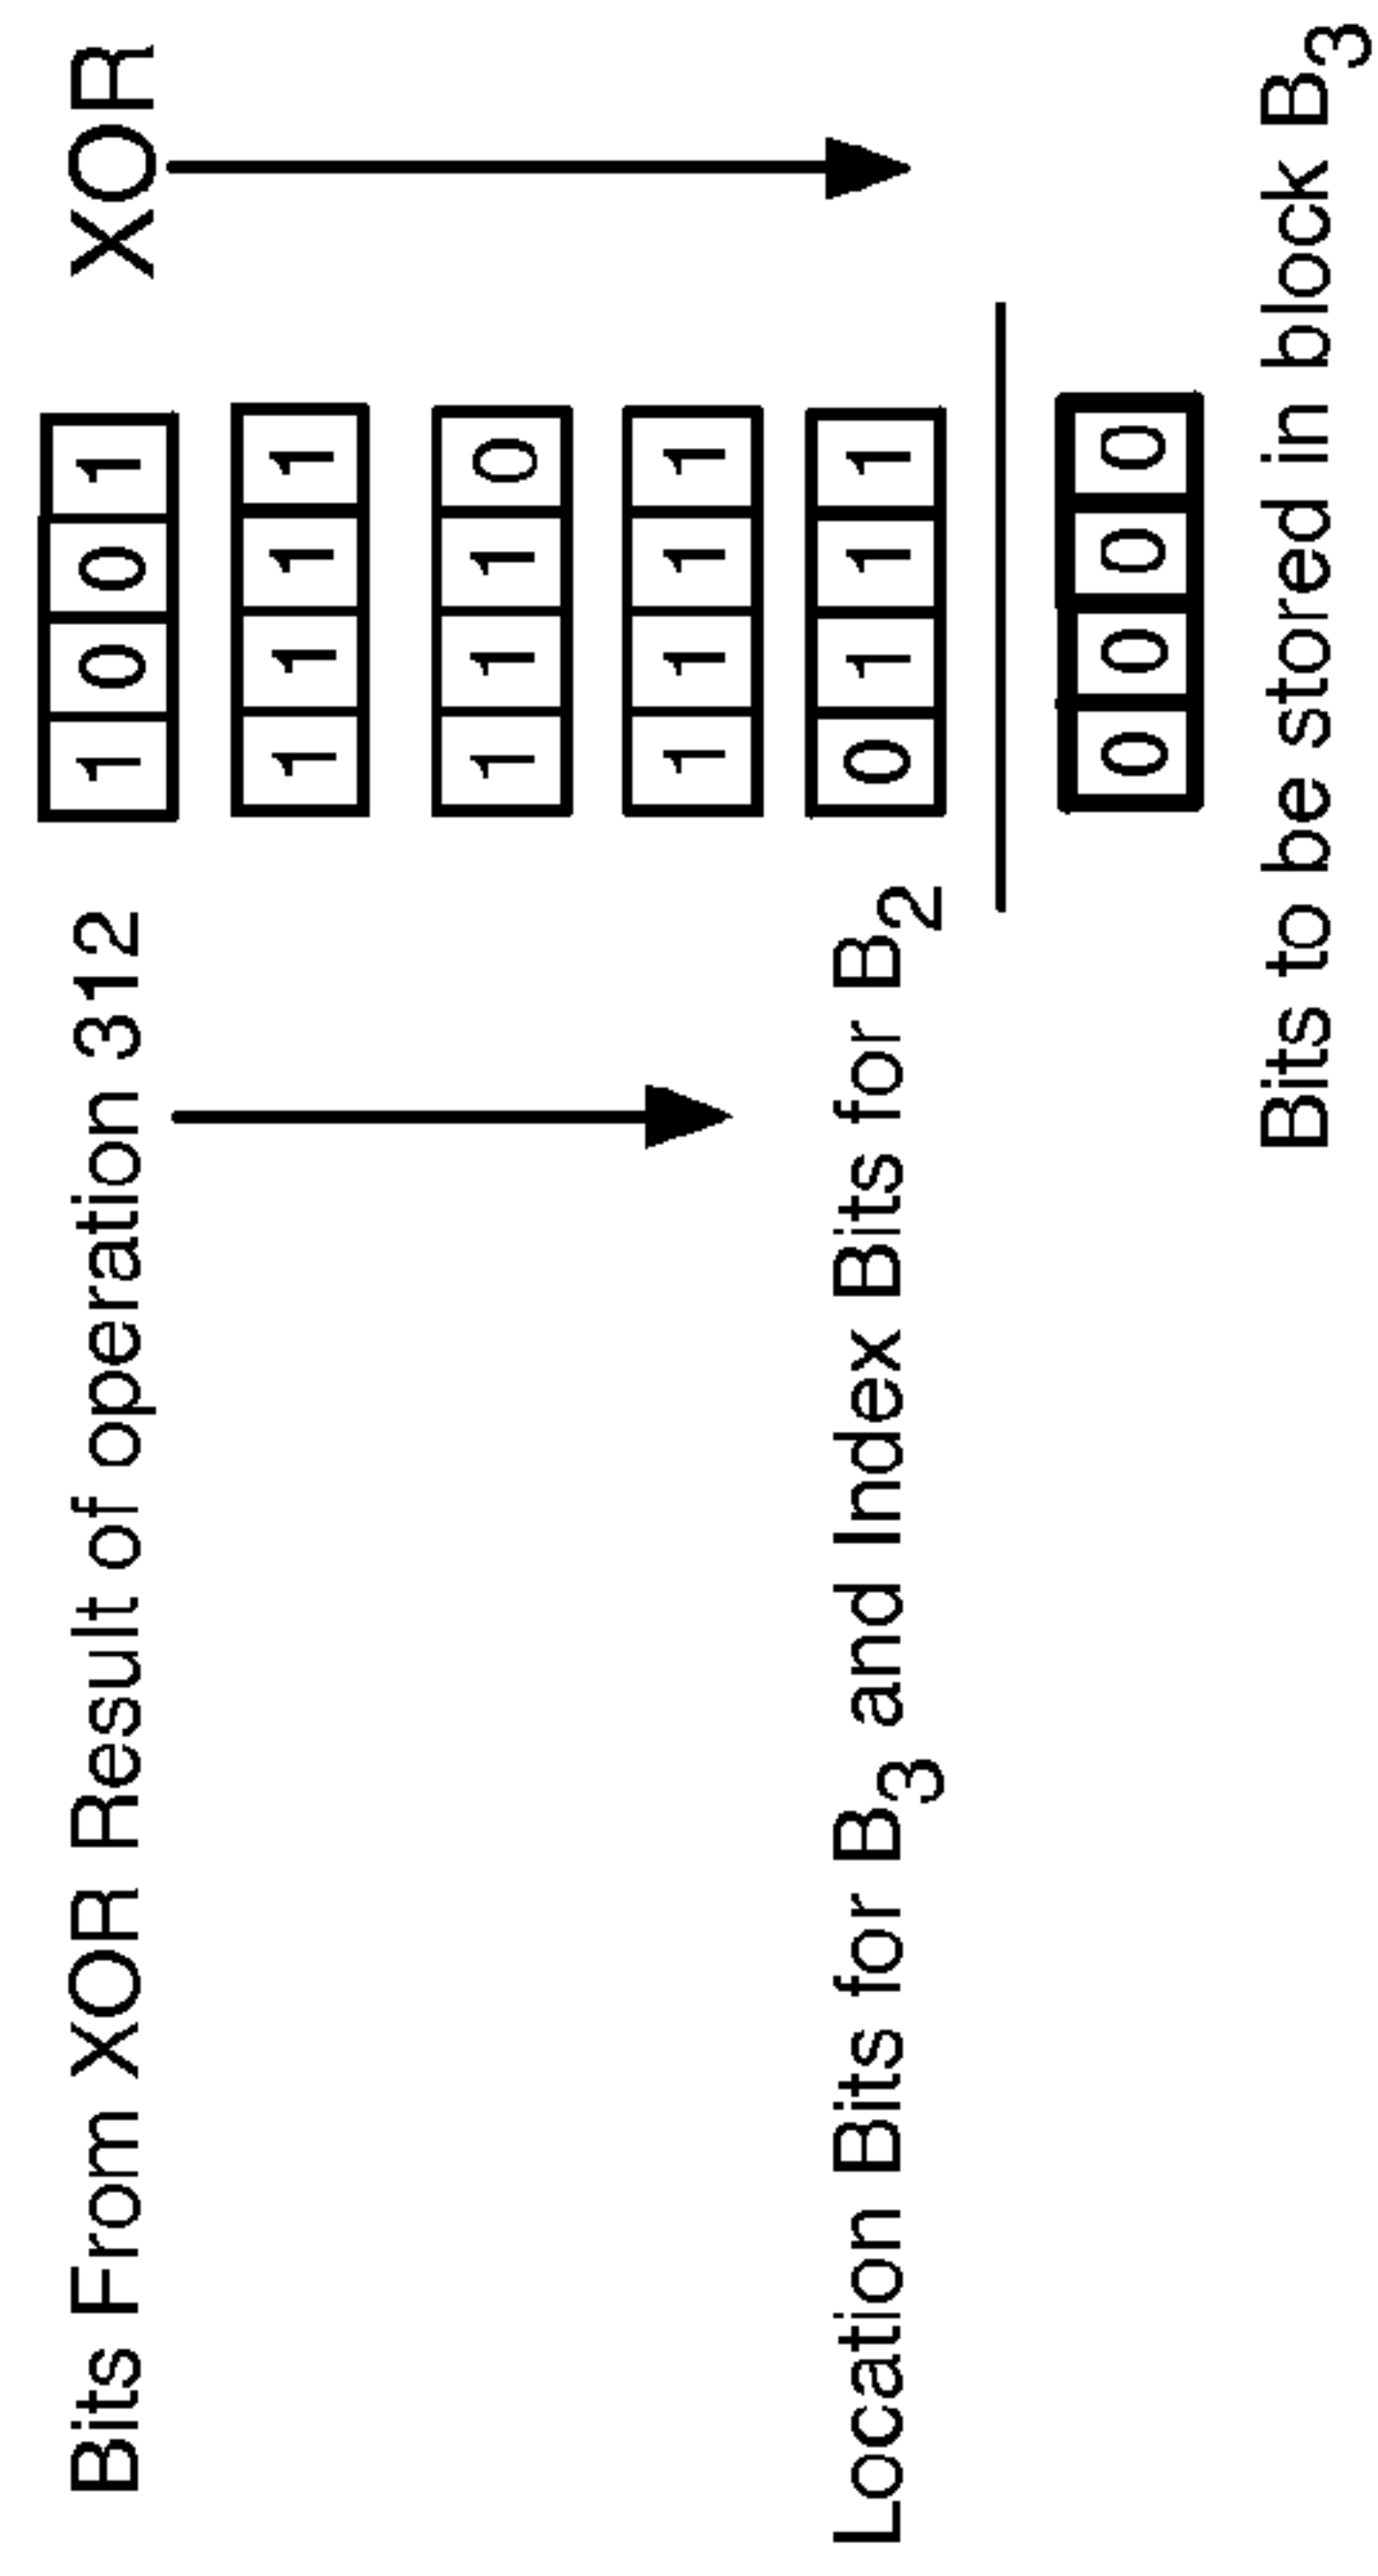 Bits From XOR Result of operation 312 1 0 0 1 XOR
1 1 1 1
1 1 1 0
1 1 1 1
Location Bits for B3 and Index Bits for B2 0 1 1 1
0 0 0 0
Bits to be stored in block B3